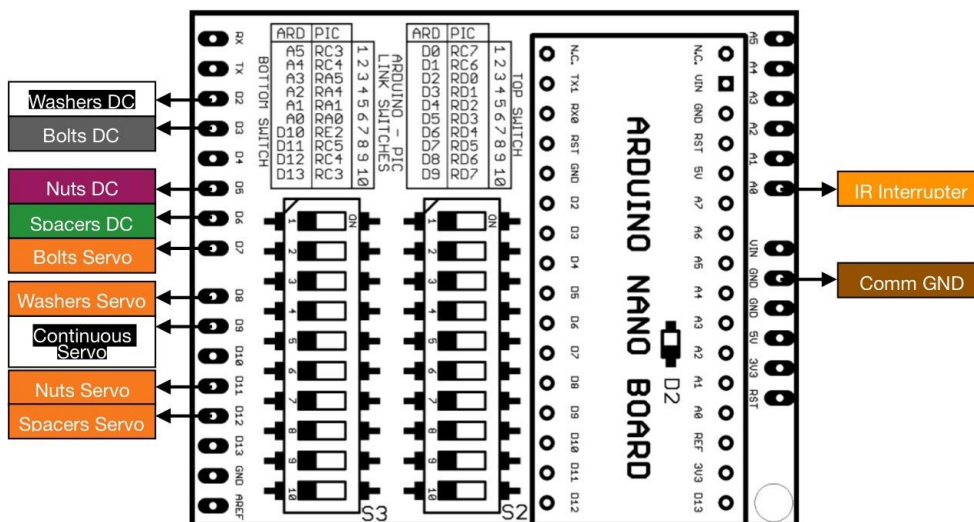 Washers DC
Bolts DC
Nuts DC
Spacers DC
Bolts Servo
Washers Servo
Continuous
Servo
Nuts Servo
Spacers Servo
RX
TX
D2
D3
D4
D5
D6
D7
D8
D9
D10
D11
D12
D13
GND
AREF
BOTTOM SWITCH
ARD PIC
A5 RC3 1
A4 RC4 2
A3 RA5 3
A2 RA4 4
A1 RA1 5
A0 RA0 6
D10 RE2 7
D11 RC5 8
D12 RC4 9
D13 RC3 10
ARDUINO - PIC
LINK SWITCHES
ARD PIC
D0 RC7 1
D1 RC6 2
D2 RD0 3
D3 RD1 4
D4 RD2 5
D5 RD3 6
D6 RD4 7
D7 RD5 8
D8 RD6 9
D9 RD7 10
TOP SWITCH
ON
1
2
3
4
5
6
7
8
9
10
S3
ON
1
2
3
4
5
6
7
8
9
10
S2
N.C.
TX1
RX0
RST
GND
D2
D3
D4
D5
D6
D7
D8
D9
D10
D11
D12
ARDUINO NANO BOARD
D2
N.C.
VIN
GND
RST
5V
A7
A6
A5
A4
A3
A2
A1
A0
REF
3V3
D13
A5
A4
A3
A2
A1
A0
VIN
GND
GND
5V
3V3
RST
IR Interrupter
Comm GND